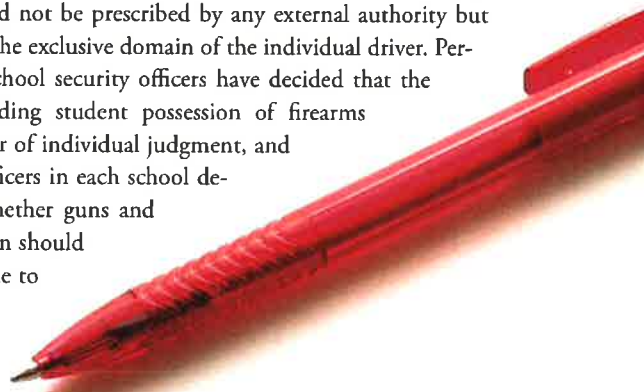 d not be prescribed by any external authority but
he exclusive domain of the individual driver. Per-
chool security officers have decided that the
ding student possession of firearms
r of individual judgment, and
icers in each school de-
hether guns and
n should
e to